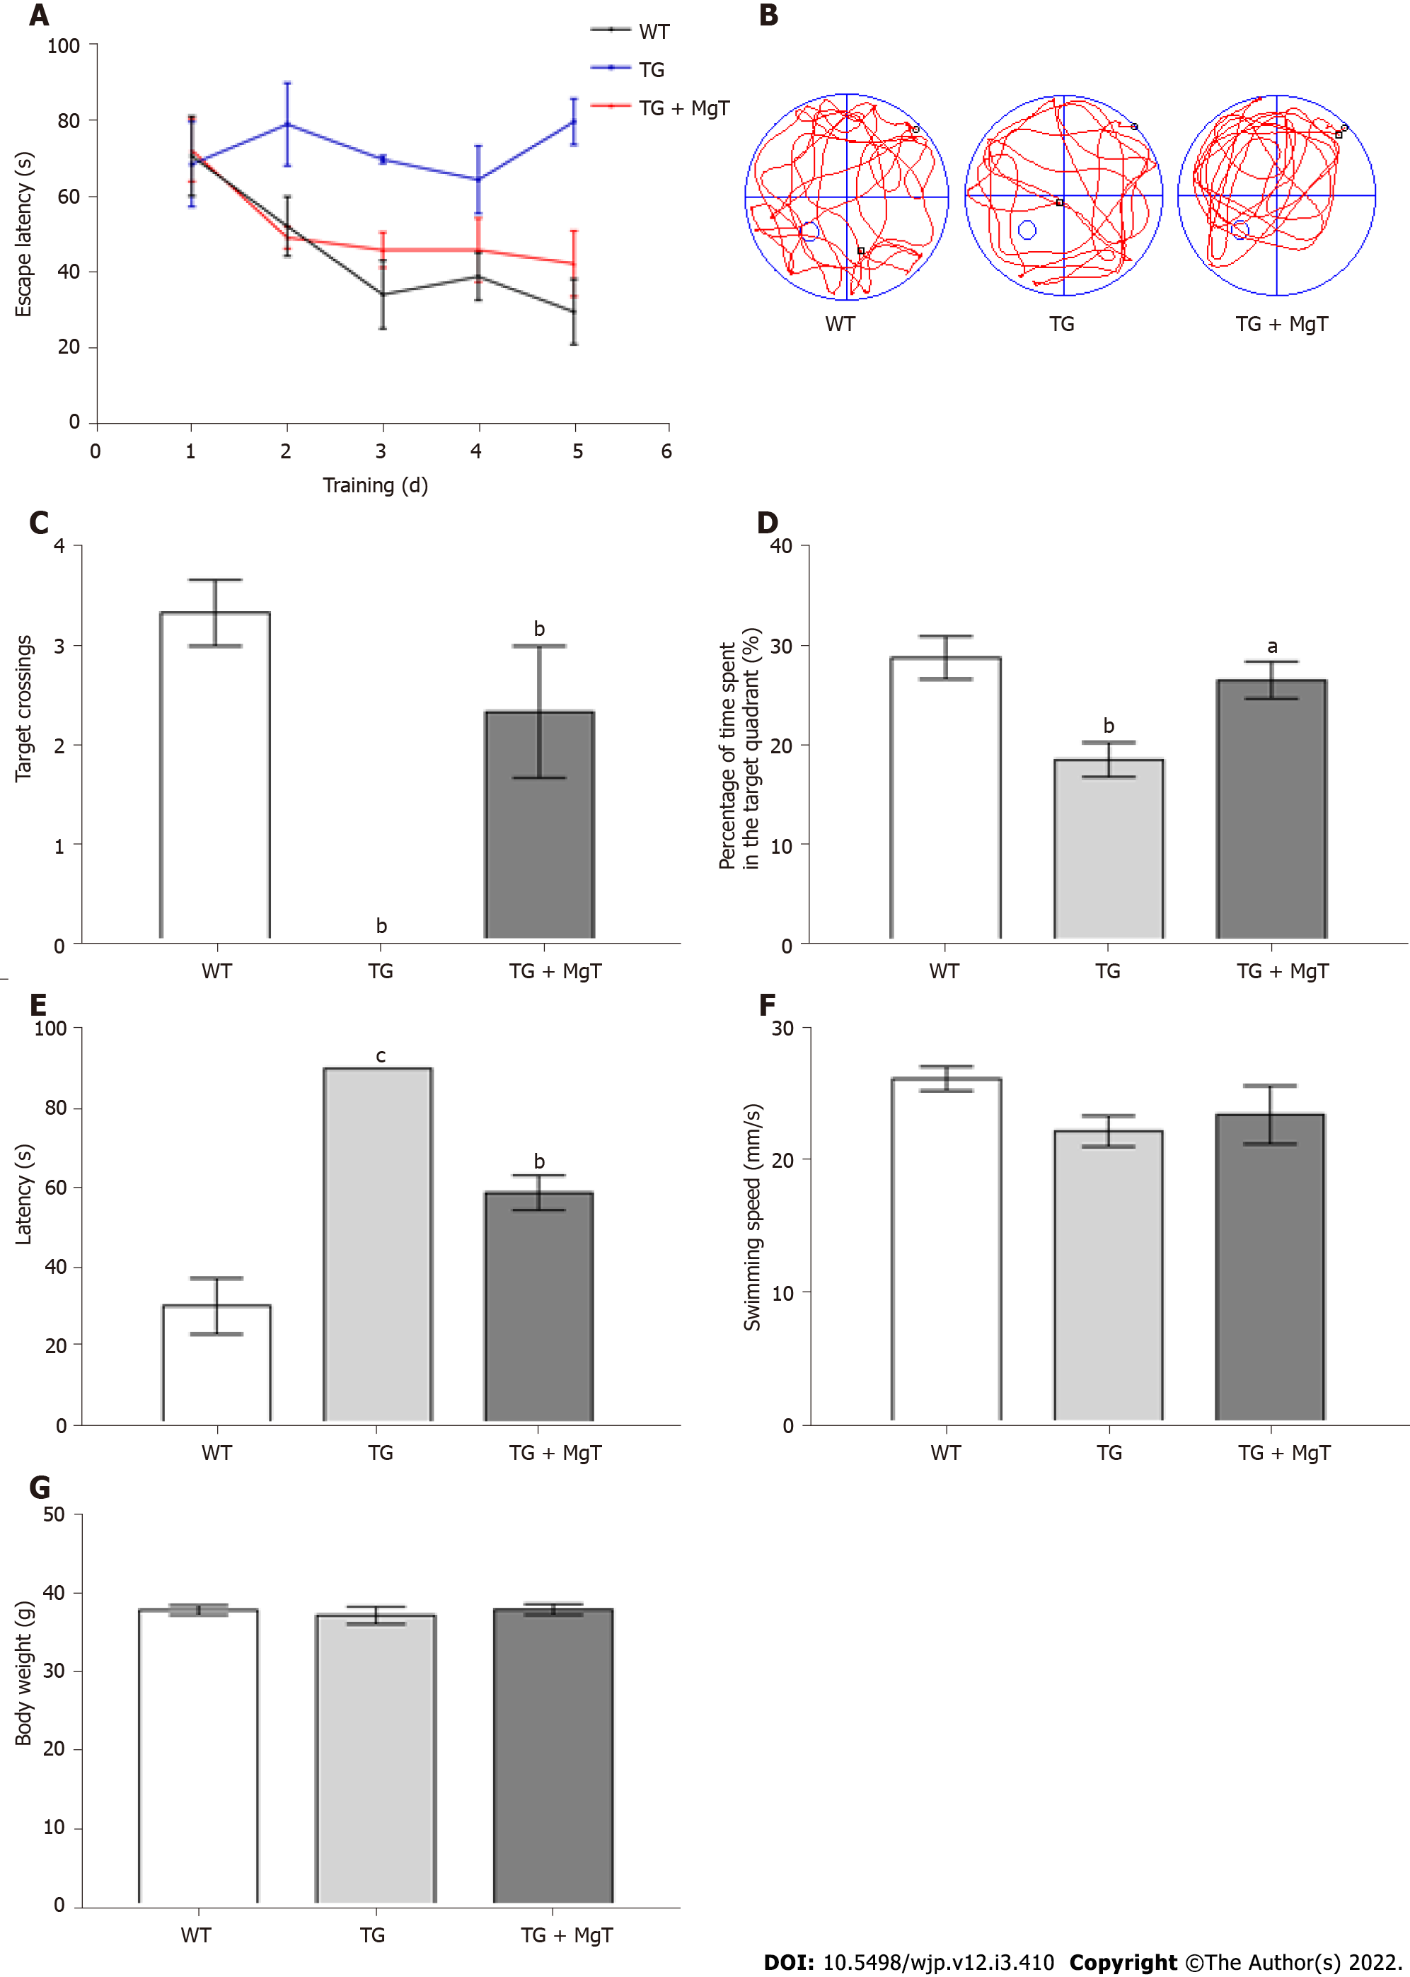 A
WT
TG
TG + MgT
100
80
60
40
20
0
0 1 2 3 4 5 6
Escape latency (s)
Training (d)
B
WT TG TG + MgT
C
4
3
2
1
0
Target crossings
b
b
WT TG TG + MgT
D
40
30
20
10
0
Percentage of time spent
in the target quadrant (%)
b
a
WT TG TG + MgT
E
100
80
60
40
20
0
Latency (s)
c
b
WT TG TG + MgT
F
30
20
10
0
Swimming speed (mm/s)
WT TG TG + MgT
G
50
40
30
20
10
0
Body weight (g)
WT TG TG + MgT
DOI: 10.5498/wjp.v12.i3.410 Copyright ©The Author(s) 2022.